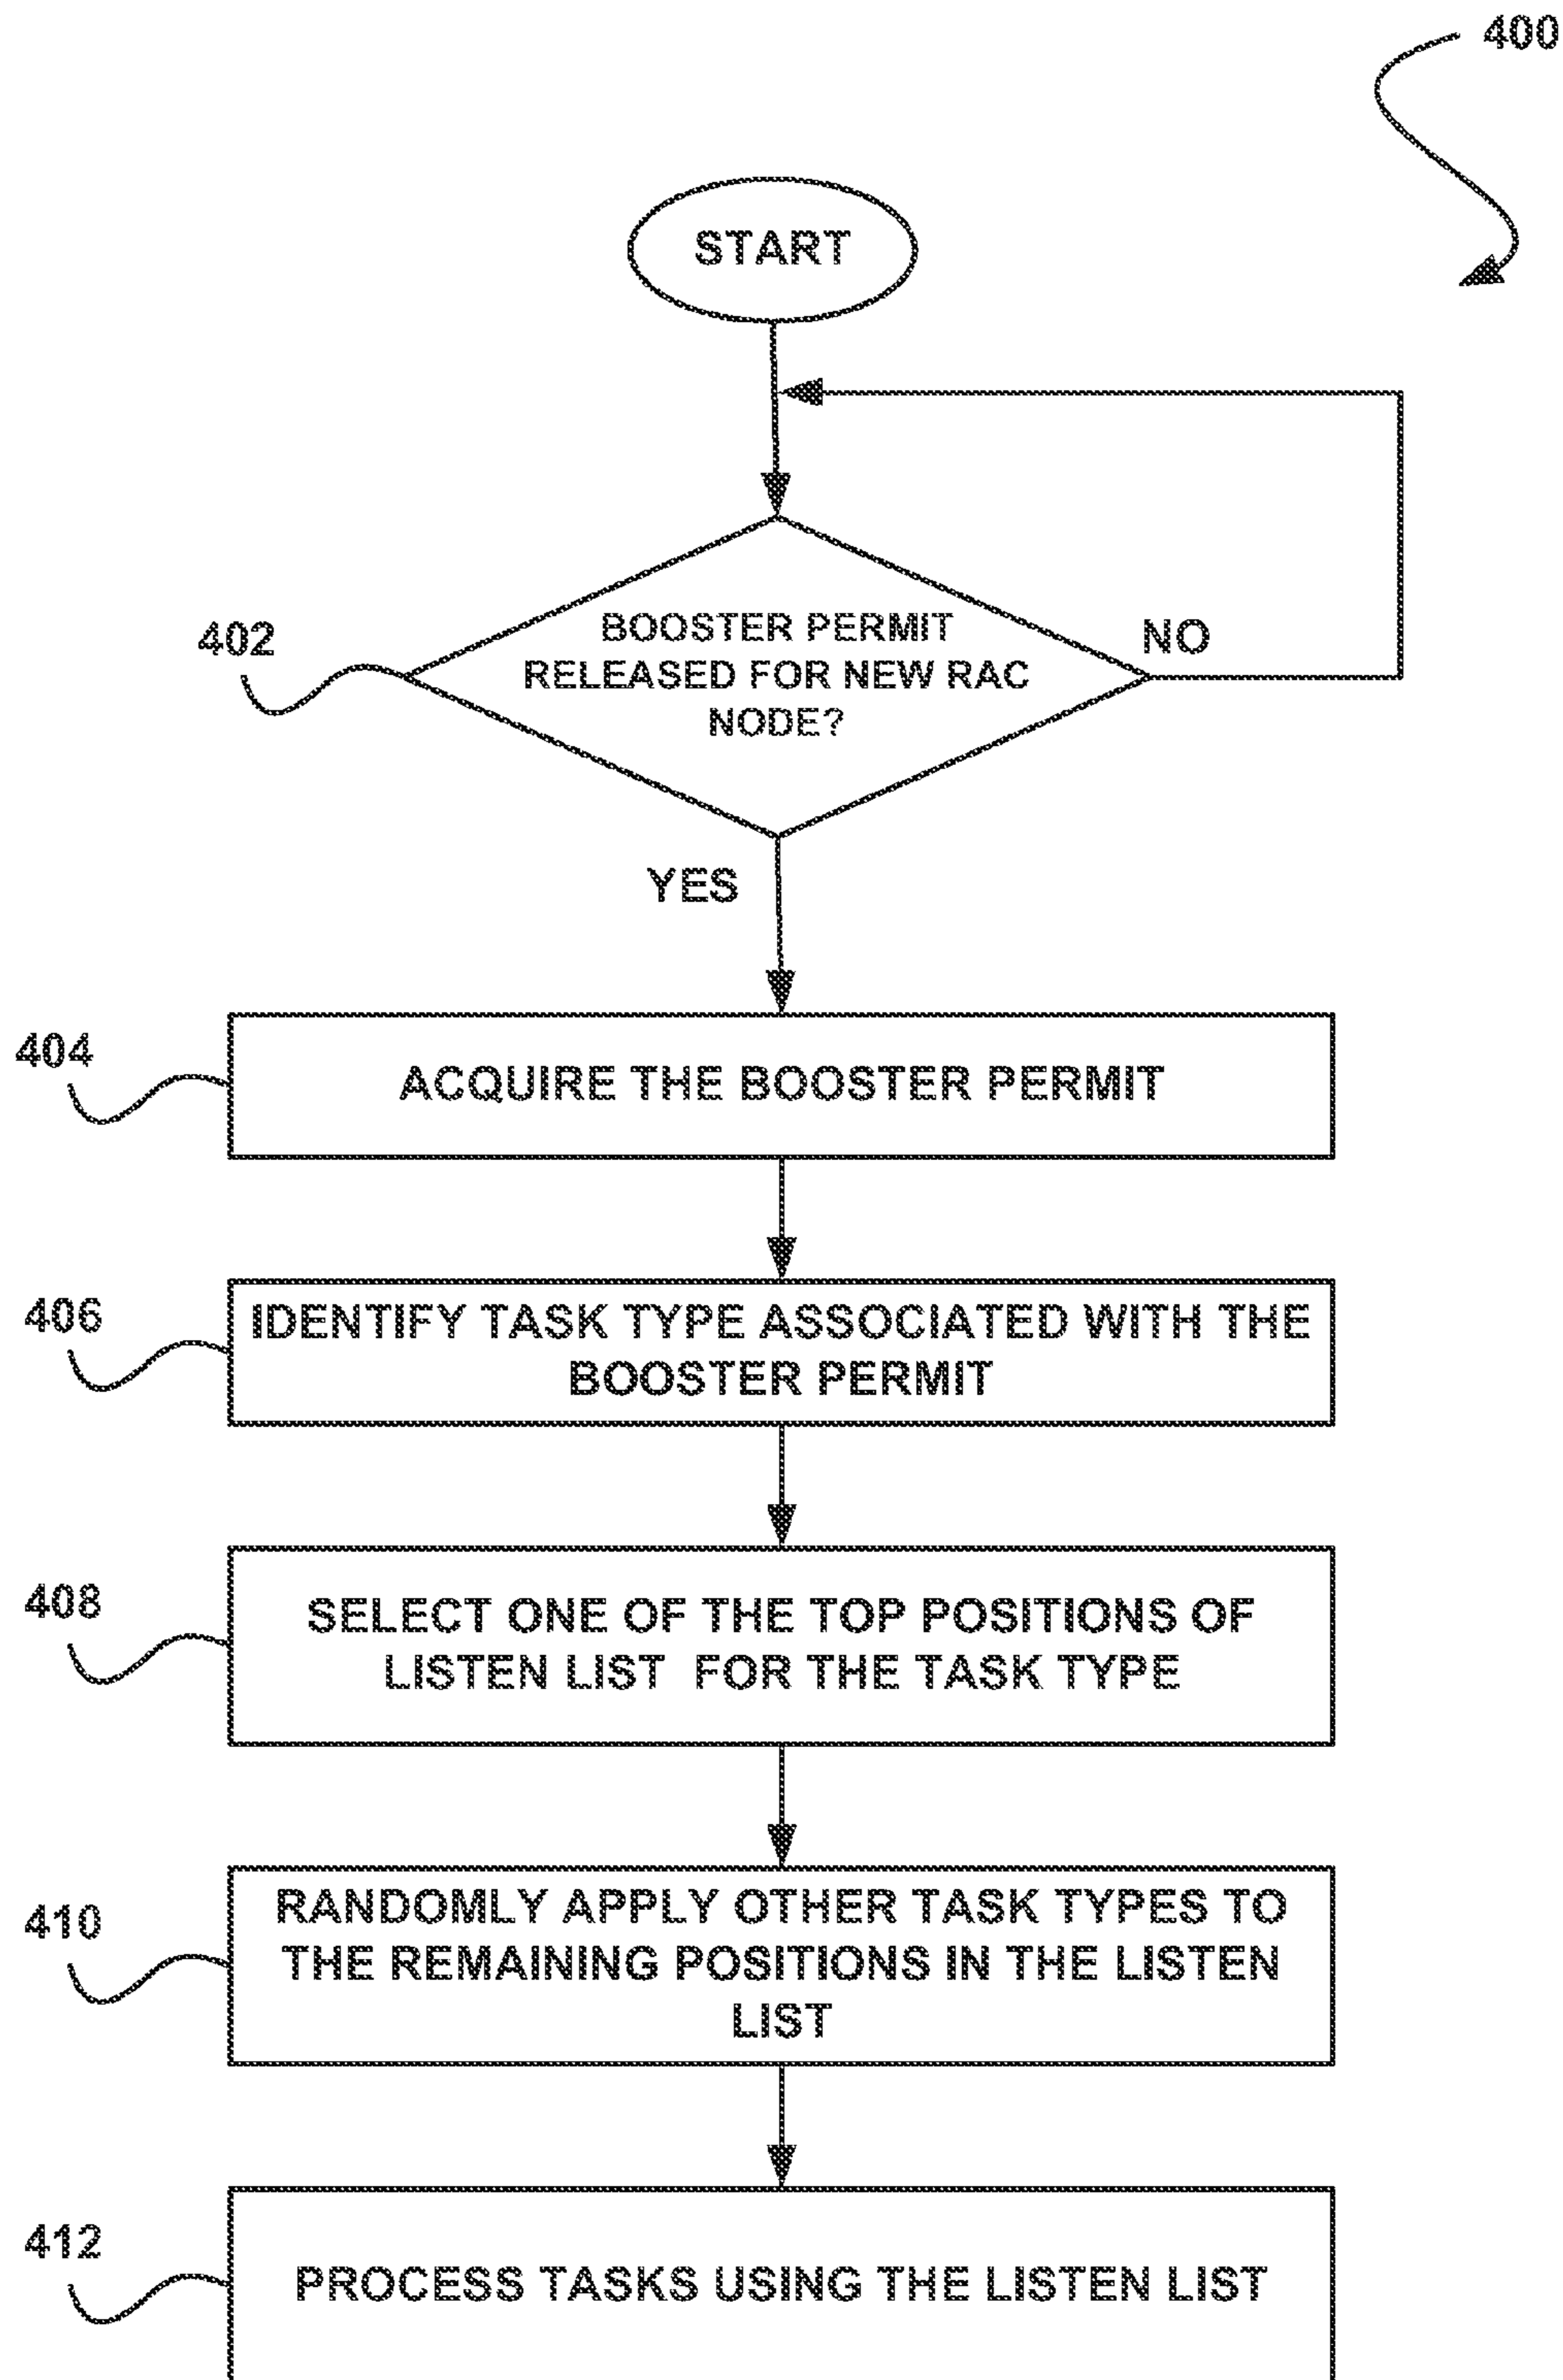 400
START
402
BOOSTER PERMIT
RELEASED FOR NEW RAC
NODE?
NO
YES
404
ACQUIRE THE BOOSTER PERMIT
406
IDENTIFY TASK TYPE ASSOCIATED WITH THE
BOOSTER PERMIT
408
SELECT ONE OF THE TOP POSITIONS OF
LISTEN LIST FOR THE TASK TYPE
410
RANDOMLY APPLY OTHER TASK TYPES TO
THE REMAINING POSITIONS IN THE LISTEN
LIST
412
PROCESS TASKS USING THE LISTEN LIST